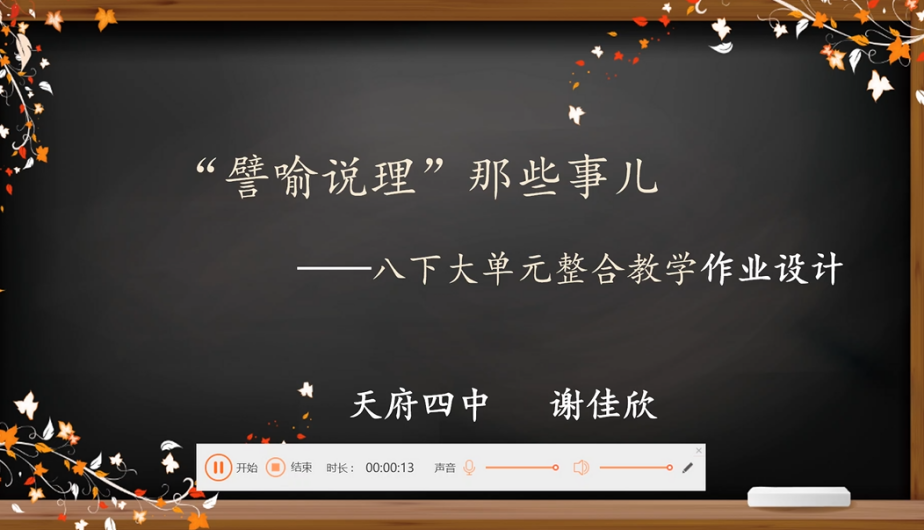 “譬喻说理”那些事儿
——八下大单元整合教学作业设计
天府四中 谢佳欣
开始 结束 时长： 00:00:13 声音